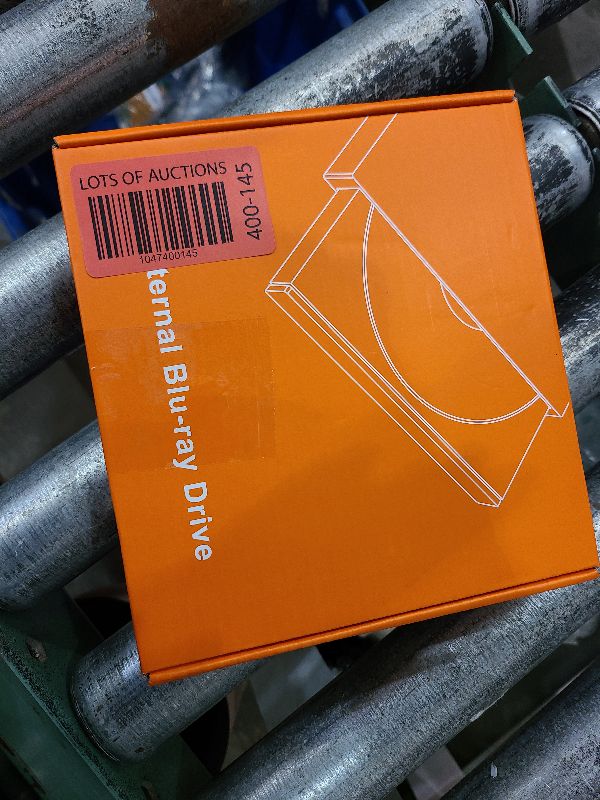 LOTS OF AUCTIONS
1047400145
400-145
ternal Blu-ray Drive